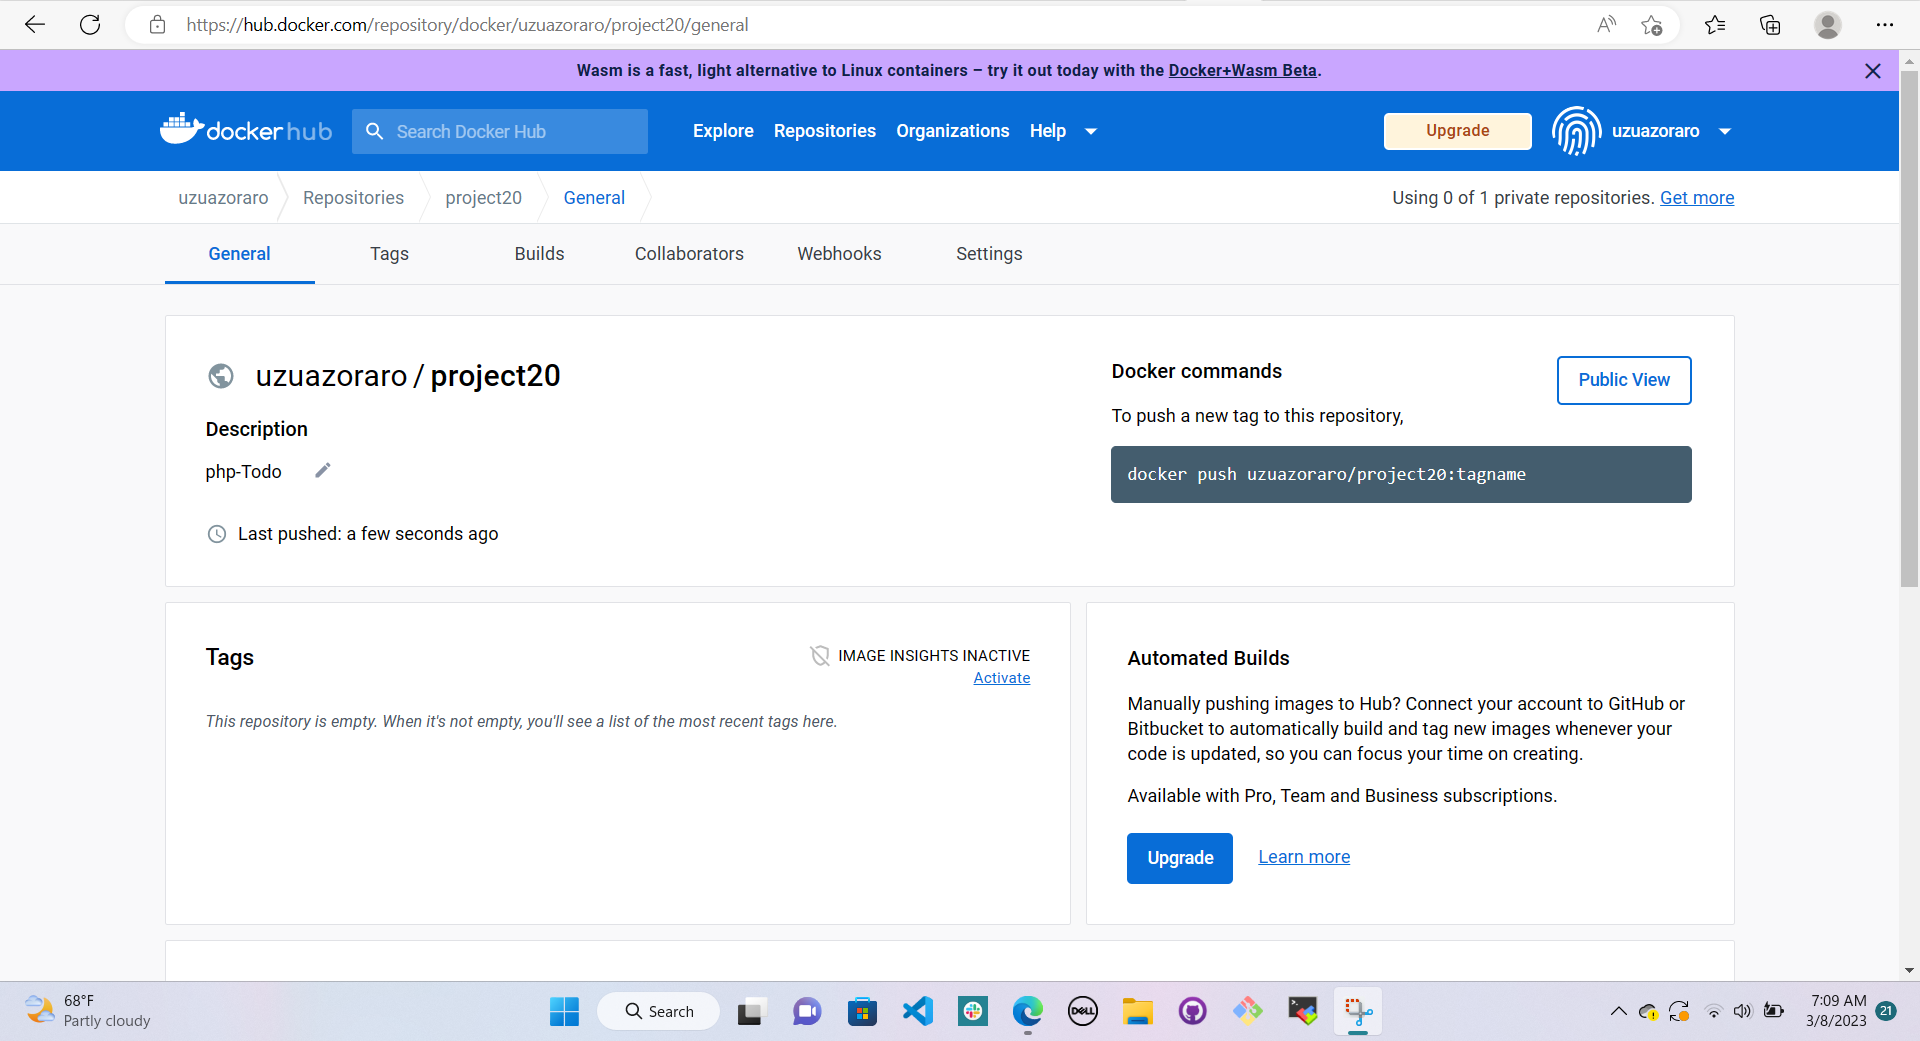 https://hub.docker.com/repository/docker/uzuazoraro/project20/general
Wasm is a fast, light alternative to Linux containers – try it out today with the Docker+Wasm Beta.
docker hub
Search Docker Hub
Explore
Repositories
Organizations
Help
Upgrade
uzuazoraro
uzuazoraro
Repositories
project20
General
Using 0 of 1 private repositories. Get more
General
Tags
Builds
Collaborators
Webhooks
Settings
uzuazoraro / project20
Description
php-Todo
Last pushed: a few seconds ago
Docker commands
Public View
To push a new tag to this repository,
docker push uzuazoraro/project20:tagname
Tags
IMAGE INSIGHTS INACTIVE
Activate
This repository is empty. When it's not empty, you'll see a list of the most recent tags here.
Automated Builds
Manually pushing images to Hub? Connect your account to GitHub or
Bitbucket to automatically build and tag new images whenever your
code is updated, so you can focus your time on creating.
Available with Pro, Team and Business subscriptions.
Upgrade
Learn more
68°F
Partly cloudy
Search
DELL
7:09 AM
3/8/2023
21